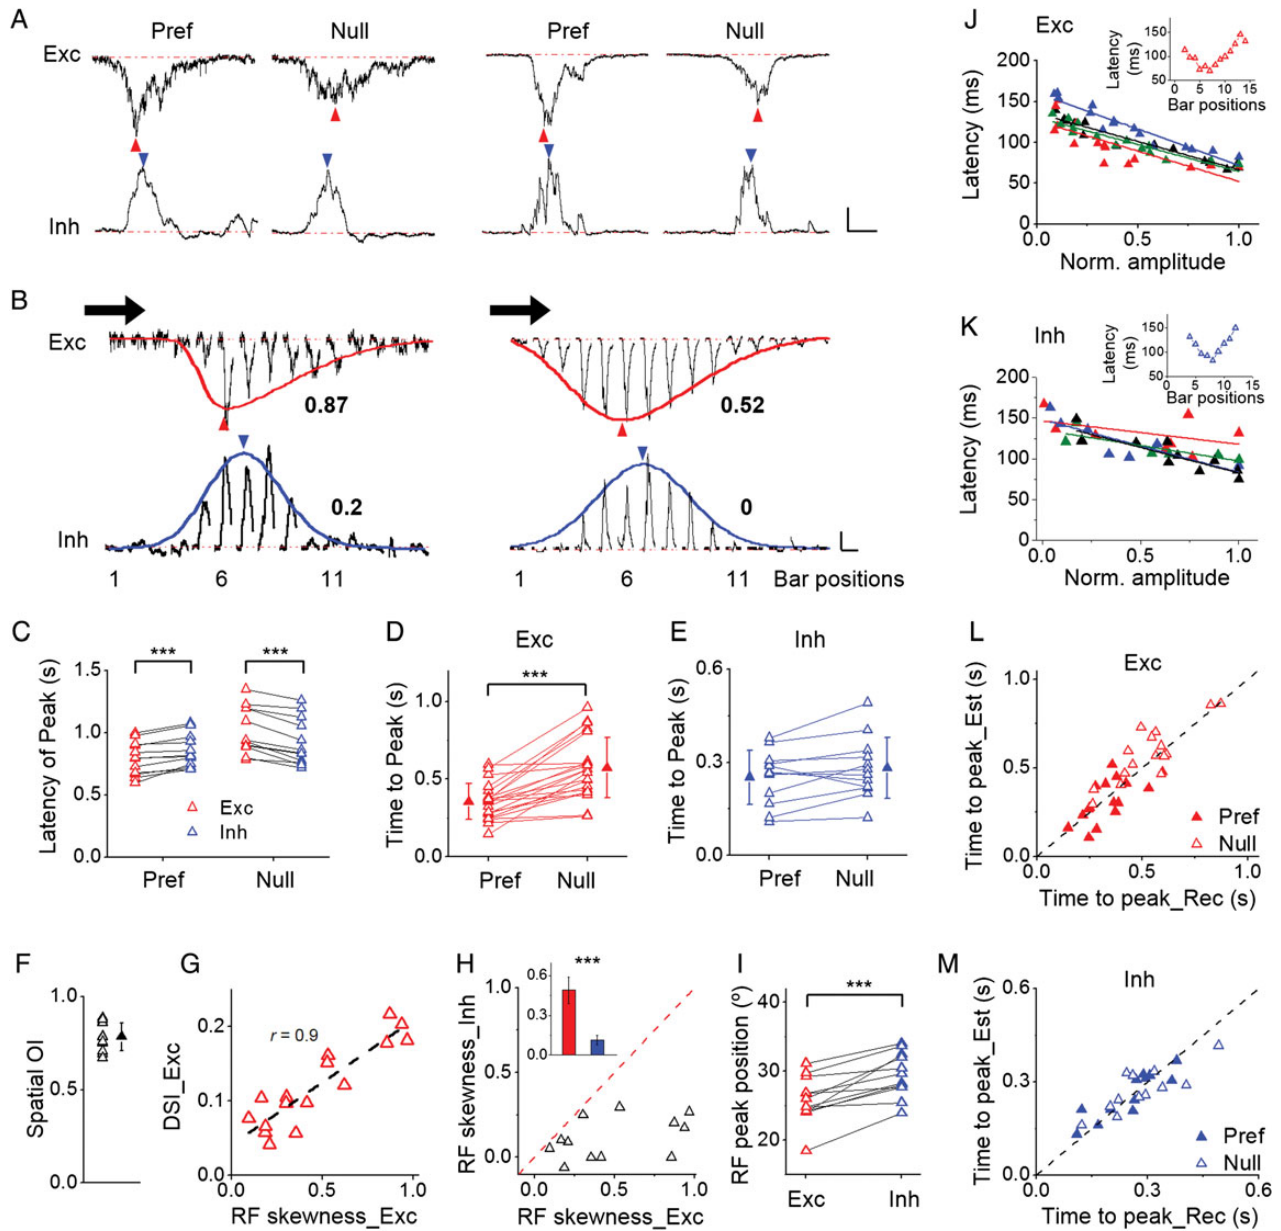 A
Pref Null Pref Null
Exc
Inh
B
Exc
0.87 0.52
0.2 0
Inh
1 6 11 1 6 11 Bar positions
C
Latency of Peak (s)
1.5
1.0
0.5
0.0
*** ***
Exc
Inh
Pref Null
D
Exc
Time to Peak (s)
1.0
0.5
0.0
***
Pref Null
E
Inh
Time to Peak (s)
0.6
0.3
0.0
Pref Null
F
Spatial OI
1.0
0.5
0.0
G
DSI_Exc
0.2
0.1
0.0
r = 0.9
0.0 0.5 1.0
RF skewness_Exc
H
RF skewness_Inh
1.0
0.5
0.0
***
0.6
0.3
0.0
0.0 0.5 1.0
RF skewness_Exc
I
RF peak position (º)
40
30
20
***
Exc Inh
J
Exc
Latency (ms)
200
150
100
50
0
0.0 0.5 1.0
Norm. amplitude
Latency
(ms)
150
100
50
0 5 10 15
Bar positions
K
Inh
Latency (ms)
200
150
100
50
0
0.0 0.5 1.0
Norm. amplitude
Latency
(ms)
150
100
50
0 5 10 15
Bar positions
L
Exc
Time to peak_Est (s)
1.0
0.5
0.0
Pref
Null
0.0 0.5 1.0
Time to peak_Rec (s)
M
Inh
Time to peak_Est (s)
0.6
0.3
0.0
Pref
Null
0.0 0.3 0.6
Time to peak_Rec (s)